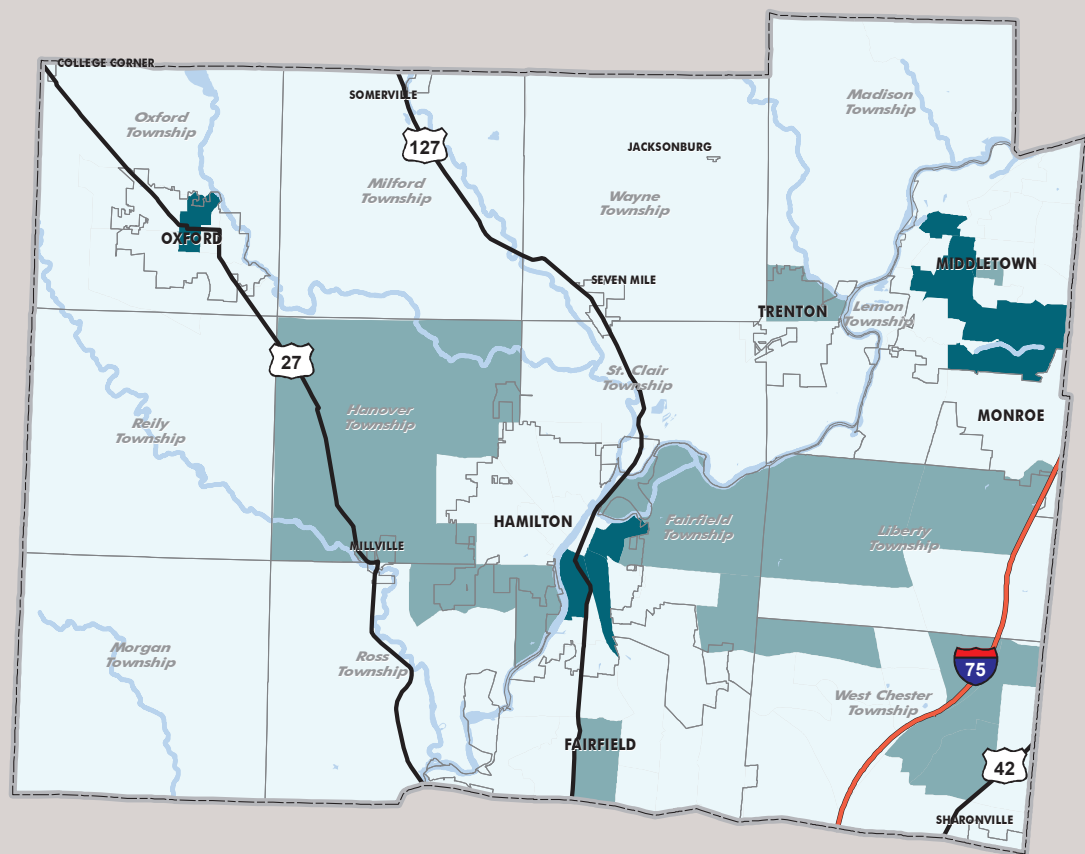 COLLEGE CORNER
SOMERVILLE
Madison
Township
Oxford
Township
127
JACKSONBURG
Milford
Township
Wayne
Township
OXFORD
MIDDLETOWN
SEVEN MILE
TRENTON
Lemon
Township
27
St. Clair
Township
Hanover
Township
MONROE
Reily
Township
HAMILTON
Fairfield
Township
Liberty
Township
MILLVILLE
Morgan
Township
Ross
Township
75
West Chester
Township
FAIRFIELD
42
SHARONVILLE